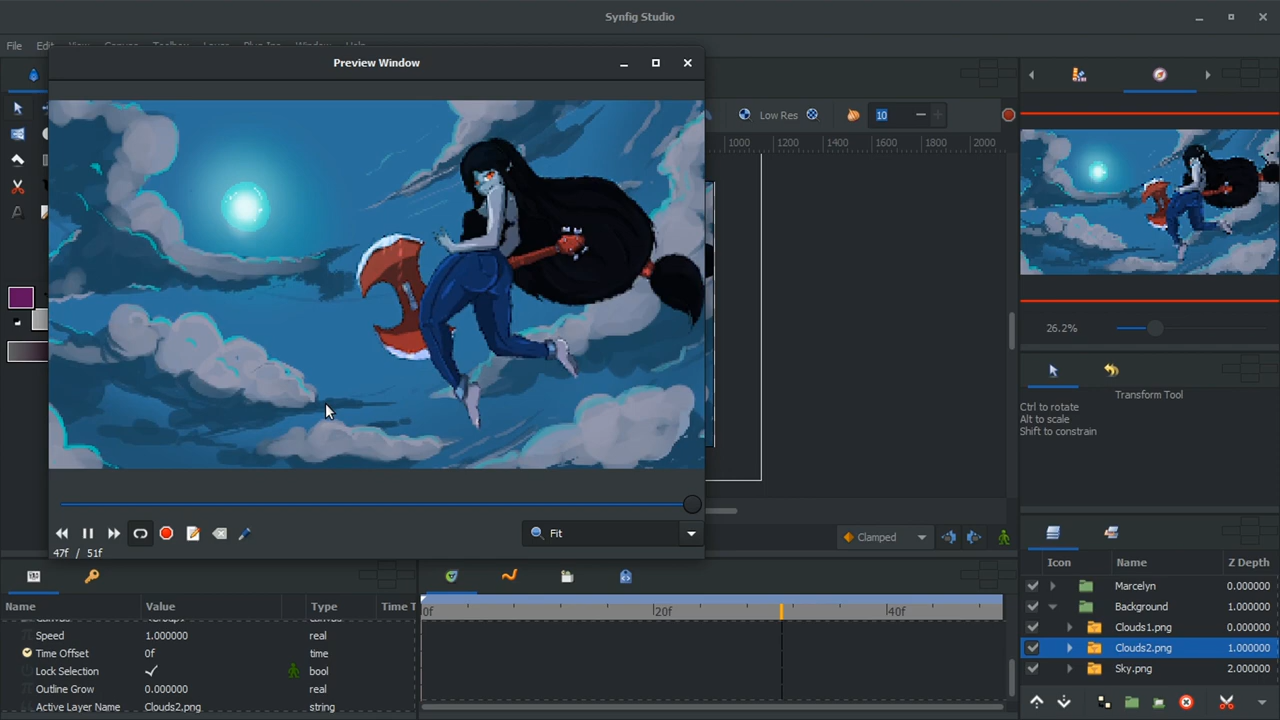 Synfig Studio
File
Preview Window
Low Res
10
1000
1200
1400
1600
1800
2000
26.2%
Transform Tool
Ctrl to rotate
Alt to scale
Shift to constrain
Fit
Clamped
47f / 51f
Icon Name Z Depth
Marcelyn 0.000000
Background 1.000000
Clouds1.png 0.000000
Clouds2.png 1.000000
Sky.png 2.000000
Name Value Type Time T
0f 20f 40f
Speed 1.000000 real
Time Offset 0f time
Lock Selection bool
Outline Grow 0.000000 real
Active Layer Name Clouds2.png string